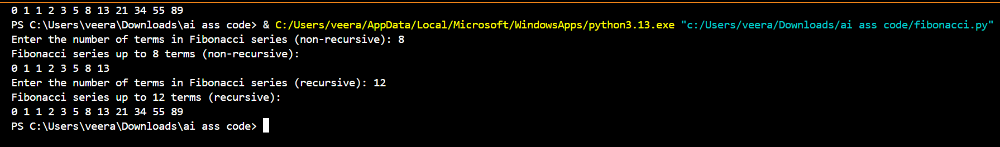 0 1 1 2 3 5 8 13 21 34 55 89
PS C:\Users\veera\Downloads\ai ass code> & C:/Users/veera/AppData/Local/Microsoft/WindowsApps/python3.13.exe "c:/Users/veera/Downloads/ai ass code/fibonacci.py"
Enter the number of terms in Fibonacci series (non-recursive): 8
Fibonacci series up to 8 terms (non-recursive):
0 1 1 2 3 5 8 13
Enter the number of terms in Fibonacci series (recursive): 12
Fibonacci series up to 12 terms (recursive):
0 1 1 2 3 5 8 13 21 34 55 89
PS C:\Users\veera\Downloads\ai ass code>